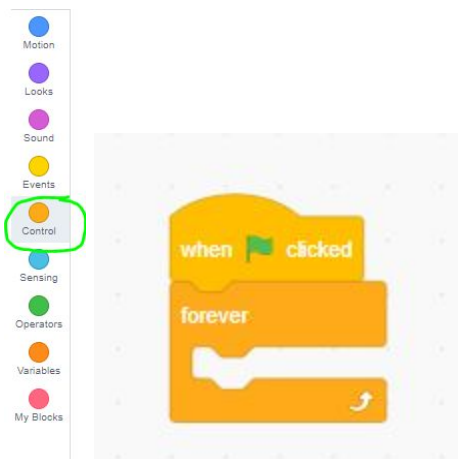 Motion
Looks
Sound
Events
Control
Sensing
Operators
Variables
My Blocks
when clicked
forever